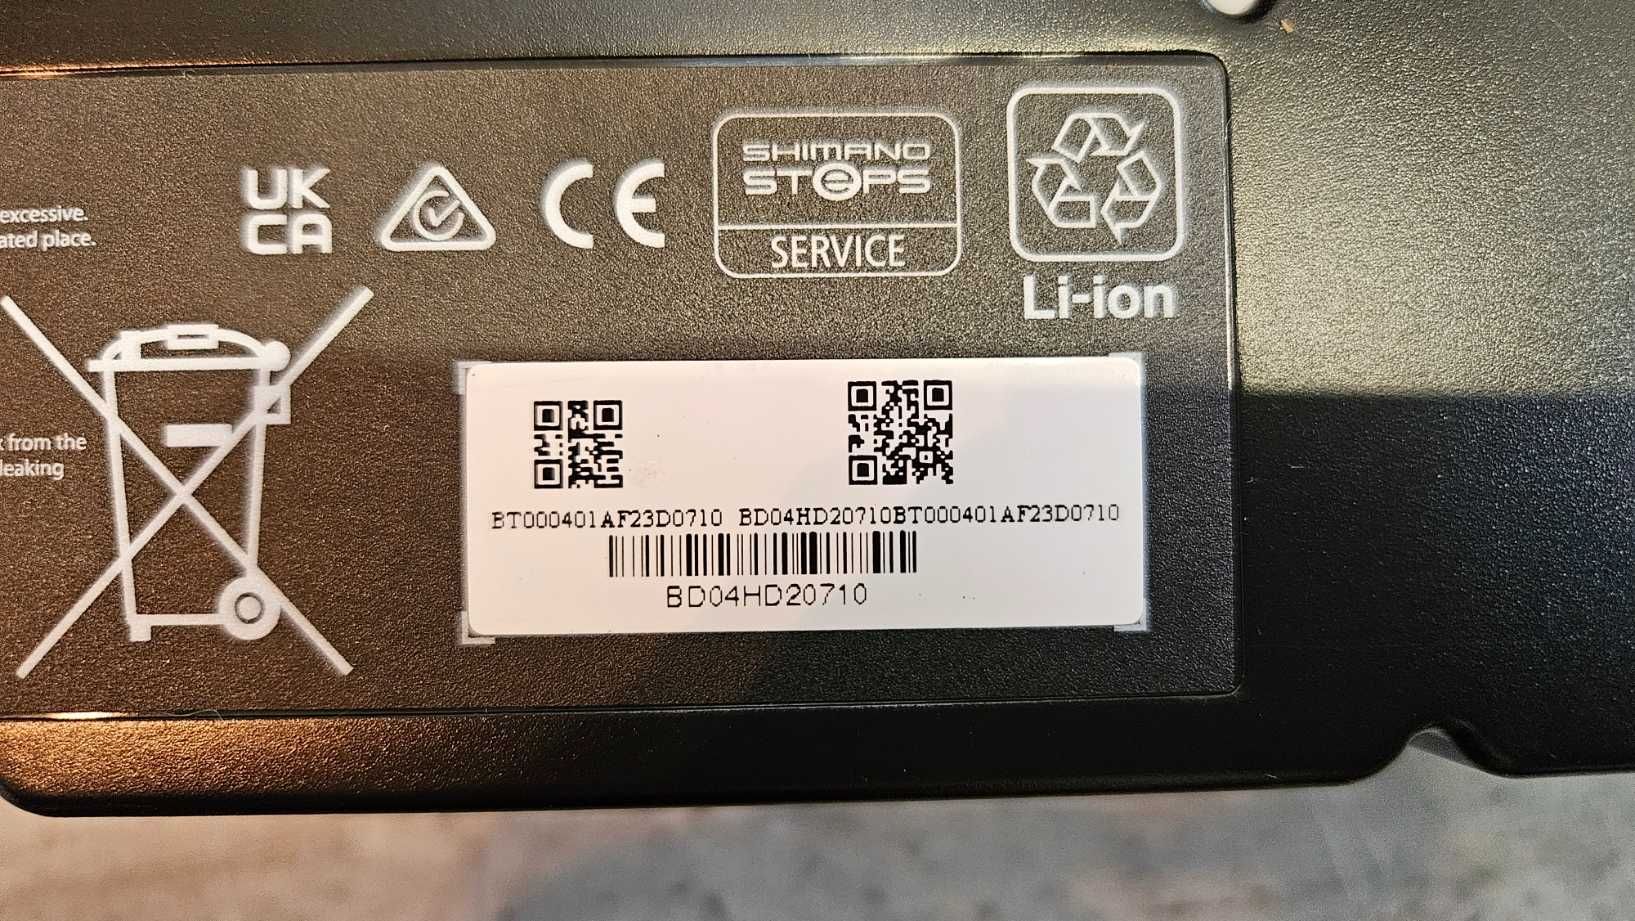 excessive.
ated place.
UK
CA
CE
SHIMANO
STePS
SERVICE
Li-ion
from the
leaking
BT000401AF23D0710 BD04HD20710BT000401AF23D0710
BD04HD20710